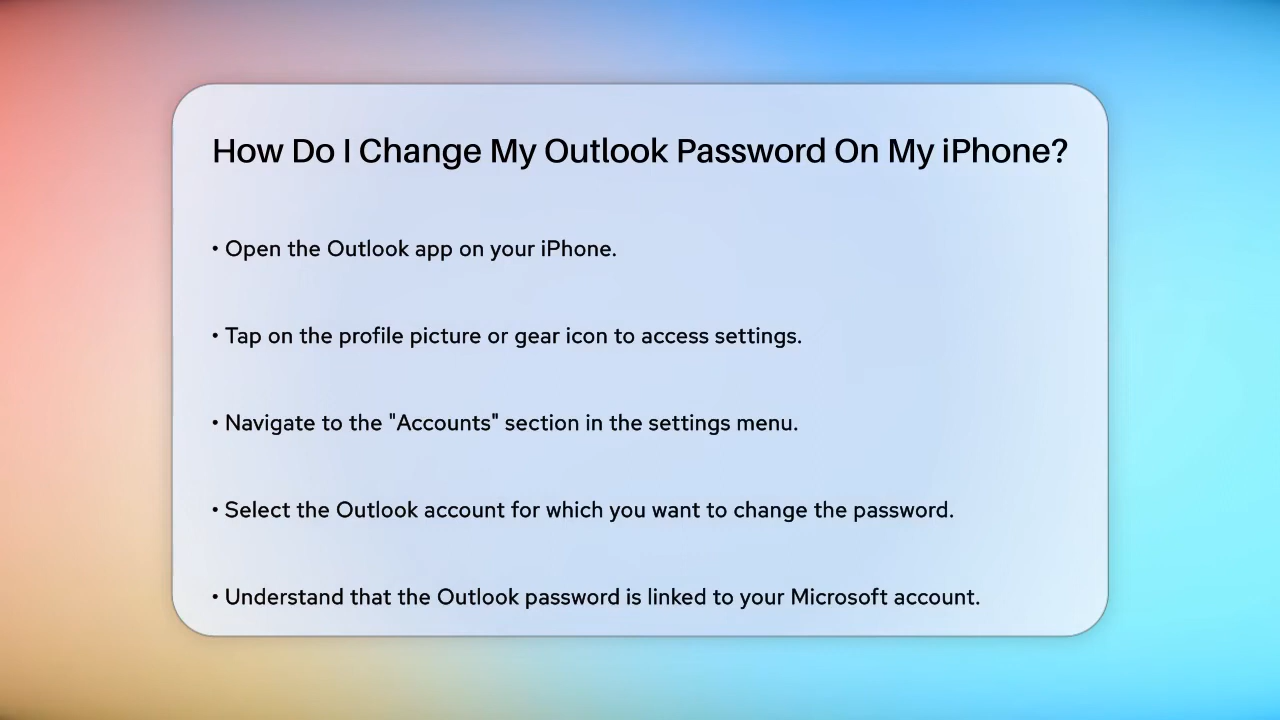 How Do I Change My Outlook Password On My iPhone?
• Open the Outlook app on your iPhone.
• Tap on the profile picture or gear icon to access settings.
• Navigate to the "Accounts" section in the settings menu.
• Select the Outlook account for which you want to change the password.
• Understand that the Outlook password is linked to your Microsoft account.